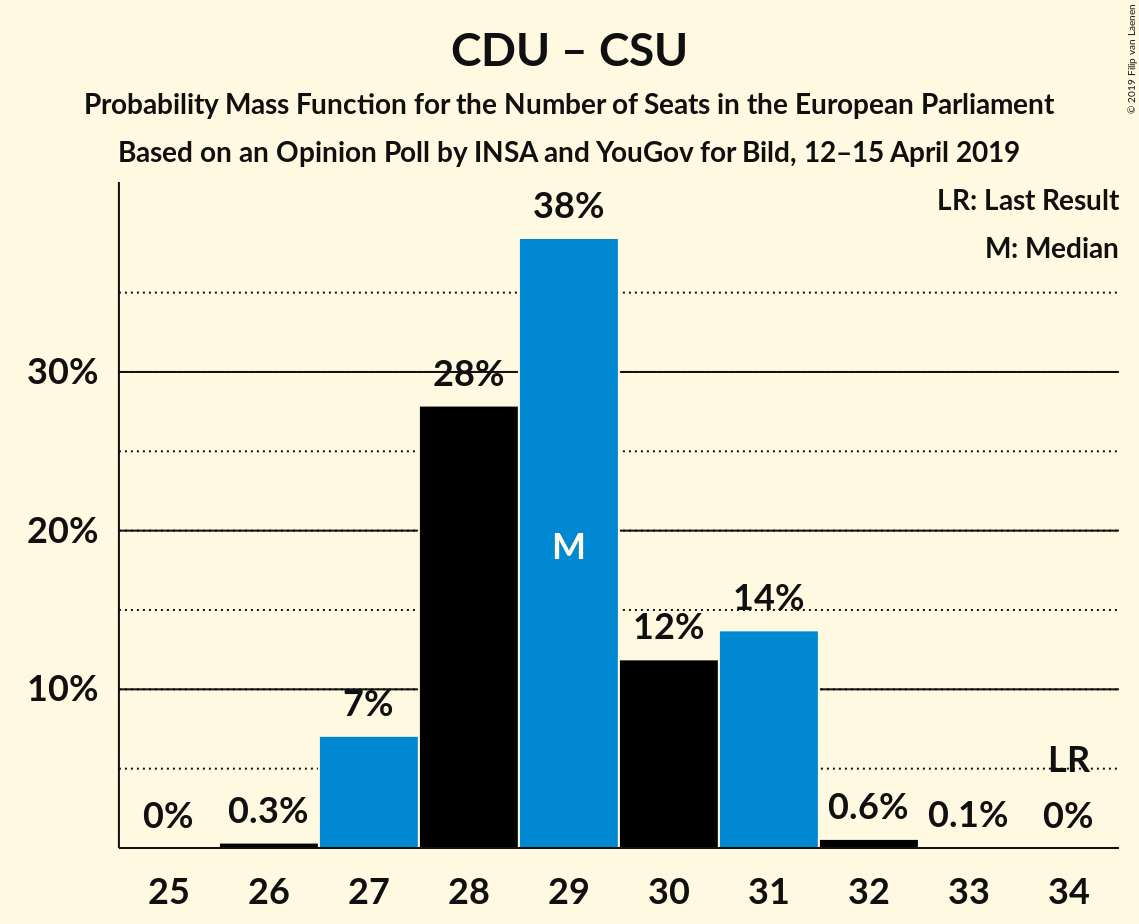 CDU – CSU
Probability Mass Function for the Number of Seats in the European Parliament
Based on an Opinion Poll by INSA and YouGov for Bild, 12–15 April 2019
© 2019 Filip van Laenen
LR: Last Result
M: Median
38%
30%
28%
20%
M
14%
12%
10%
7%
LR
0%
0.3%
0.6%
0.1%
0%
25 26 27 28 29 30 31 32 33 34